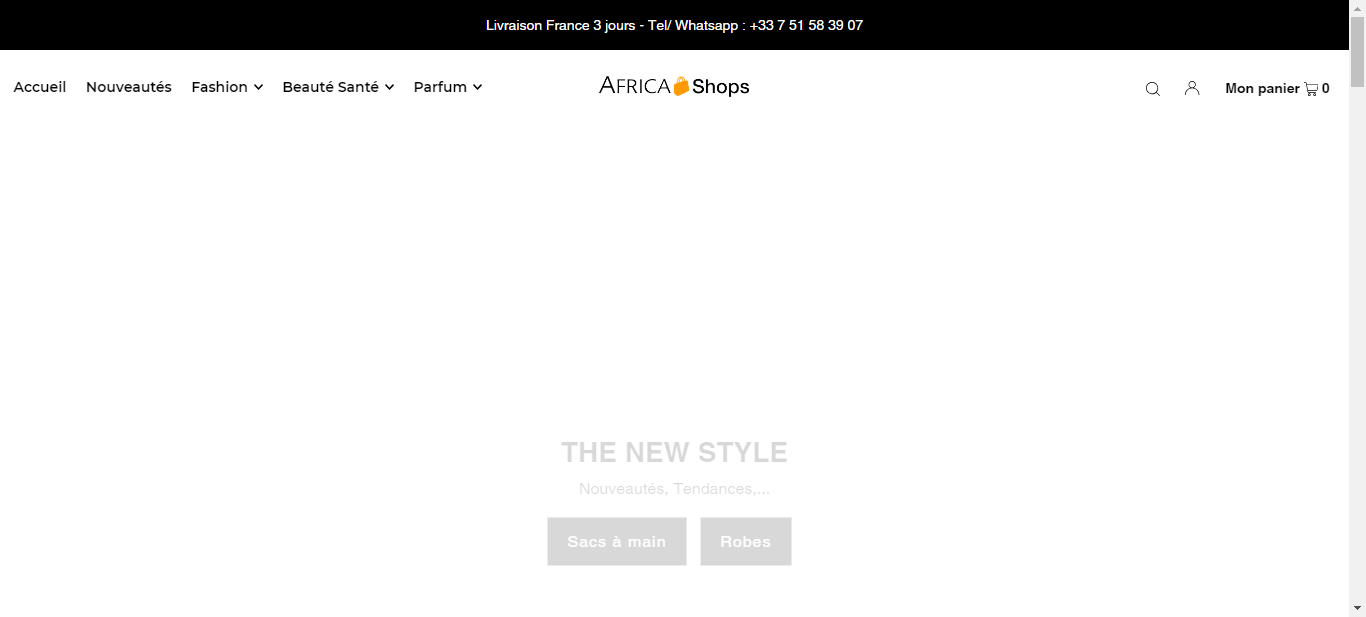 Livraison France 3 jours - Tel/ Whatsapp : +33 7 51 58 39 07
Accueil Nouveautés Fashion Beauté Santé Parfum AFRICA Shops Mon panier 0
THE NEW STYLE
Nouveautés, Tendances,...
Sacs à main Robes